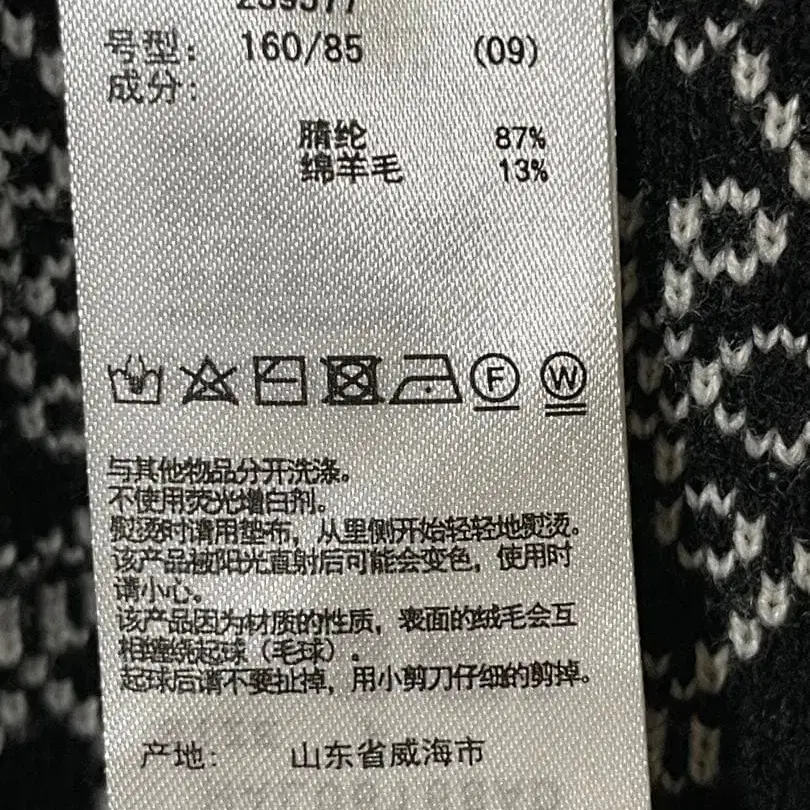 239577
号型: 160/85 (09)
成分:
腈纶 87%
绵羊毛 13%
F W
与其他物品分开洗涤。
不使用荧光增白剂。
熨烫时请用垫布，从里侧开始轻轻地熨烫。
该产品被阳光直射后可能会变色，使用时
请小心。
该产品因为材质的性质，表面的绒毛会互
相缠绕起球（毛球）。
起球后请不要扯掉，用小剪刀仔细的剪掉。
产地: 山东省威海市